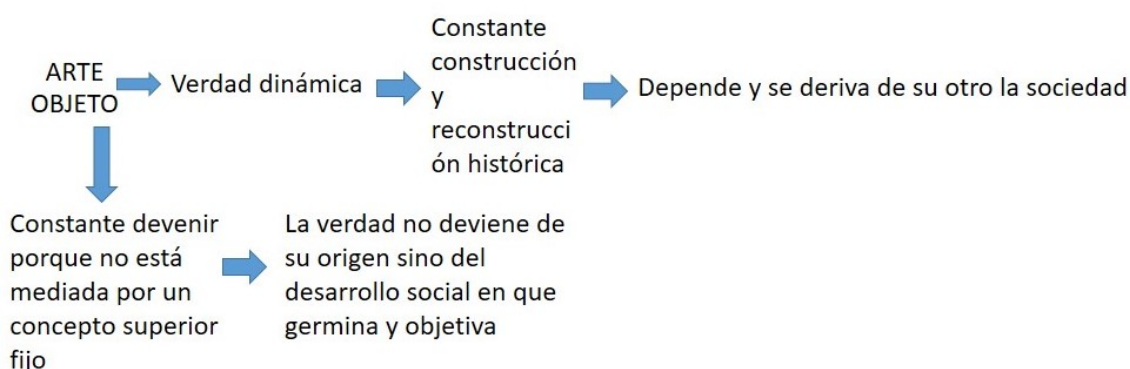 ARTE
OBJETO
Verdad dinámica
Constante
construcción
y
reconstrucci
ón histórica
Depende y se deriva de su otro la sociedad
Constante devenir
porque no está
mediada por un
concepto superior
fijo
La verdad no deviene de
su origen sino del
desarrollo social en que
germina y objetiva